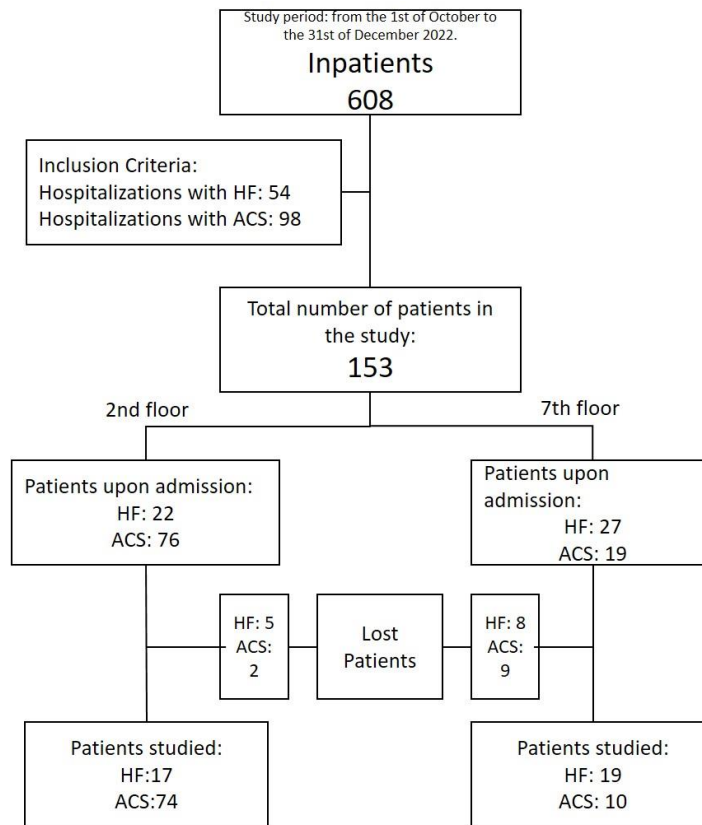 Study period: from the 1st of October to
the 31st of December 2022.
Inpatients
608
Inclusion Criteria:
Hospitalizations with HF: 54
Hospitalizations with ACS: 98
Total number of patients in
the study:
153
2nd floor
7th floor
Patients upon admission:
HF: 22
ACS: 76
Patients upon
admission:
HF: 27
ACS: 19
HF: 5
ACS:
2
Lost
Patients
HF: 8
ACS:
9
Patients studied:
HF:17
ACS:74
Patients studied:
HF: 19
ACS: 10